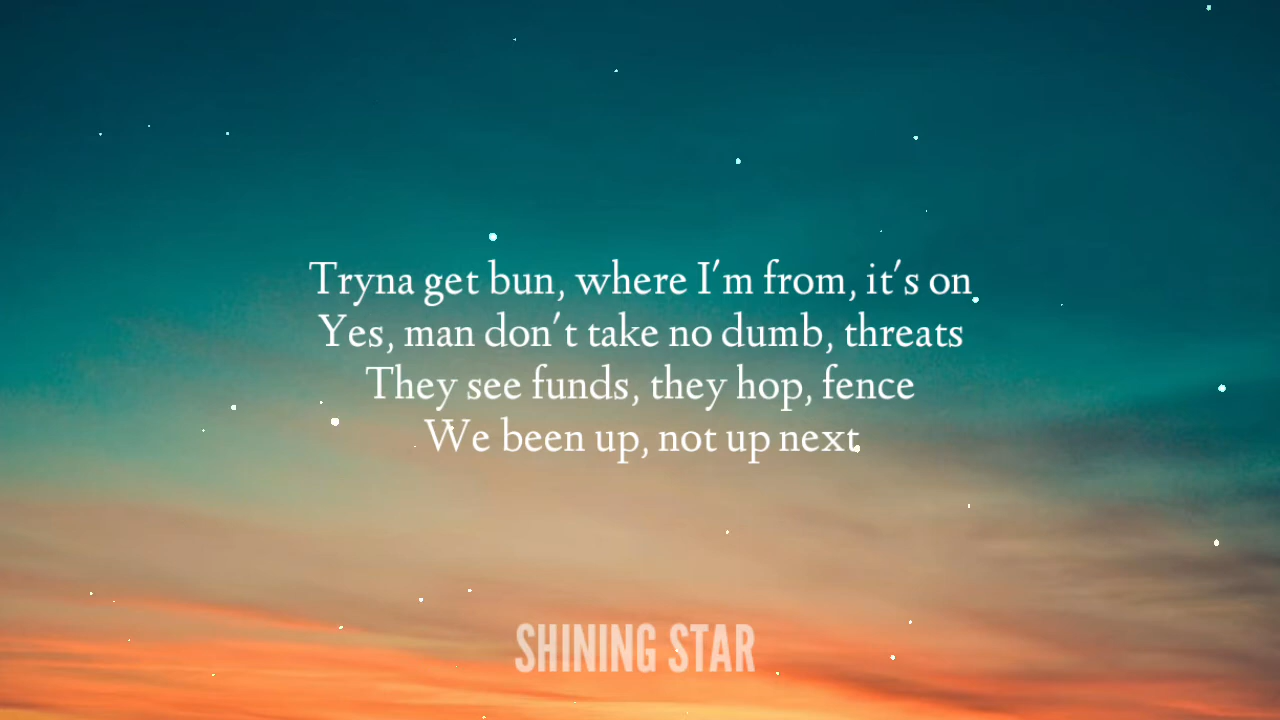 Tryna get bun, where I'm from, it's on
Yes, man don't take no dumb, threats
They see funds, they hop, fence
We been up, not up next
SHINING STAR